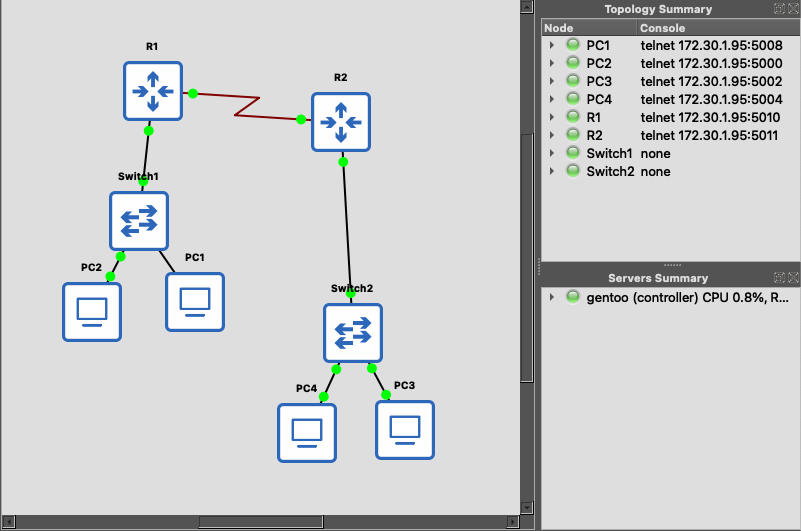 R1
R2
Switch1
PC2
PC1
Switch2
PC4
PC3
Topology Summary
Node Console
PC1 telnet 172.30.1.95:5008
PC2 telnet 172.30.1.95:5000
PC3 telnet 172.30.1.95:5002
PC4 telnet 172.30.1.95:5004
R1 telnet 172.30.1.95:5010
R2 telnet 172.30.1.95:5011
Switch1 none
Switch2 none
Servers Summary
gentoo (controller) CPU 0.8%, R...